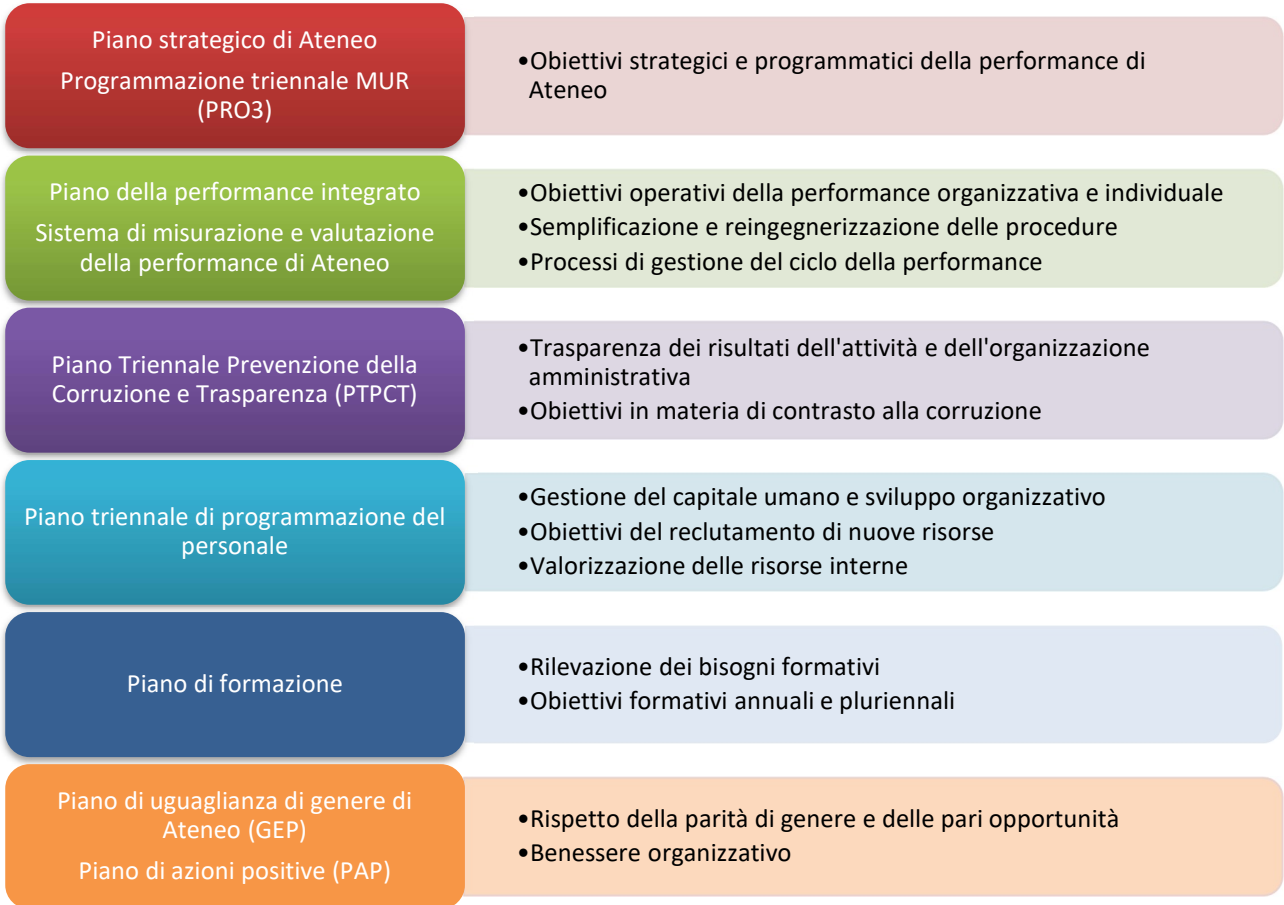 Piano strategico di Ateneo
Programmazione triennale MUR
(PRO3)
•Obiettivi strategici e programmatici della performance di
Ateneo
Piano della performance integrato
Sistema di misurazione e valutazione
della performance di Ateneo
•Obiettivi operativi della performance organizzativa e individuale
•Semplificazione e reingegnerizzazione delle procedure
•Processi di gestione del ciclo della performance
Piano Triennale Prevenzione della
Corruzione e Trasparenza (PTPCT)
•Trasparenza dei risultati dell'attività e dell'organizzazione
amministrativa
•Obiettivi in materia di contrasto alla corruzione
Piano triennale di programmazione del
personale
•Gestione del capitale umano e sviluppo organizzativo
•Obiettivi del reclutamento di nuove risorse
•Valorizzazione delle risorse interne
Piano di formazione
•Rilevazione dei bisogni formativi
•Obiettivi formativi annuali e pluriennali
Piano di uguaglianza di genere di
Ateneo (GEP)
Piano di azioni positive (PAP)
•Rispetto della parità di genere e delle pari opportunità
•Benessere organizzativo